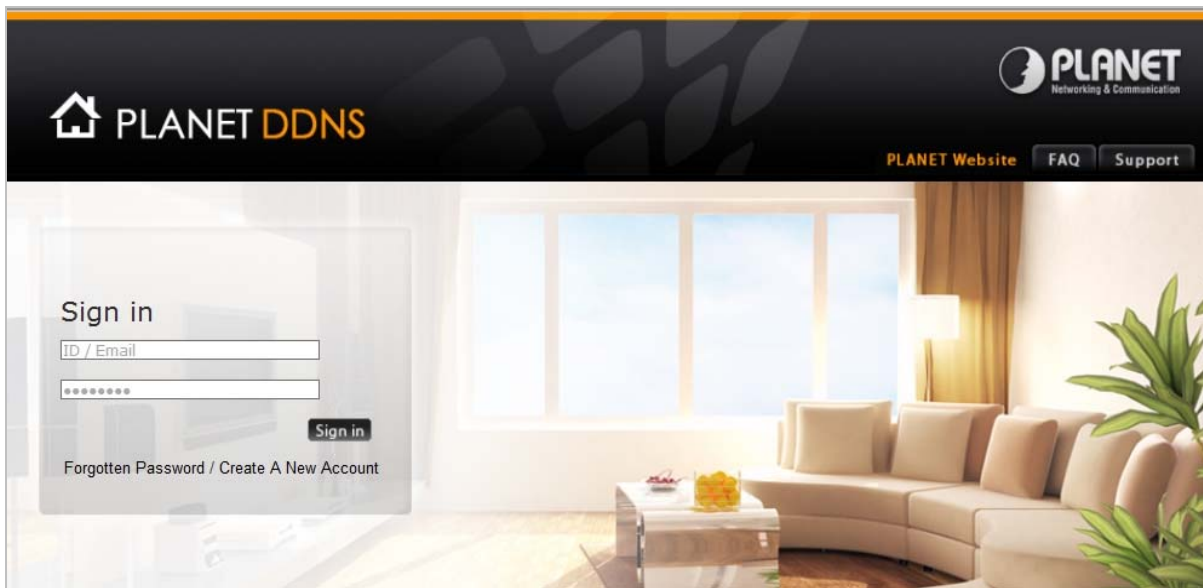 PLANET
Networking & Communication
PLANET DDNS
PLANET Website
FAQ
Support
Sign in
ID / Email
••••••••
Sign in
Forgotten Password / Create A New Account